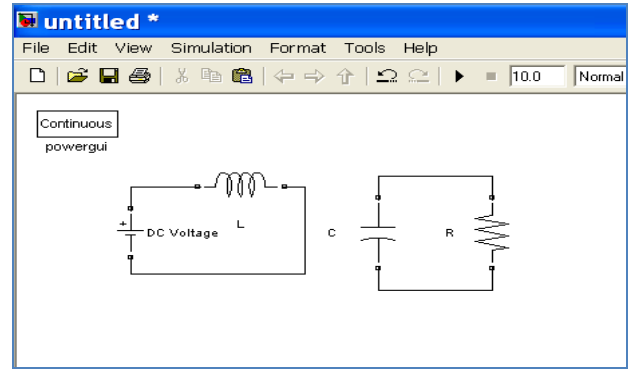 untitled *
File Edit View Simulation Format Tools Help
10.0 Normal
Continuous
powergui
+
DC Voltage L C R